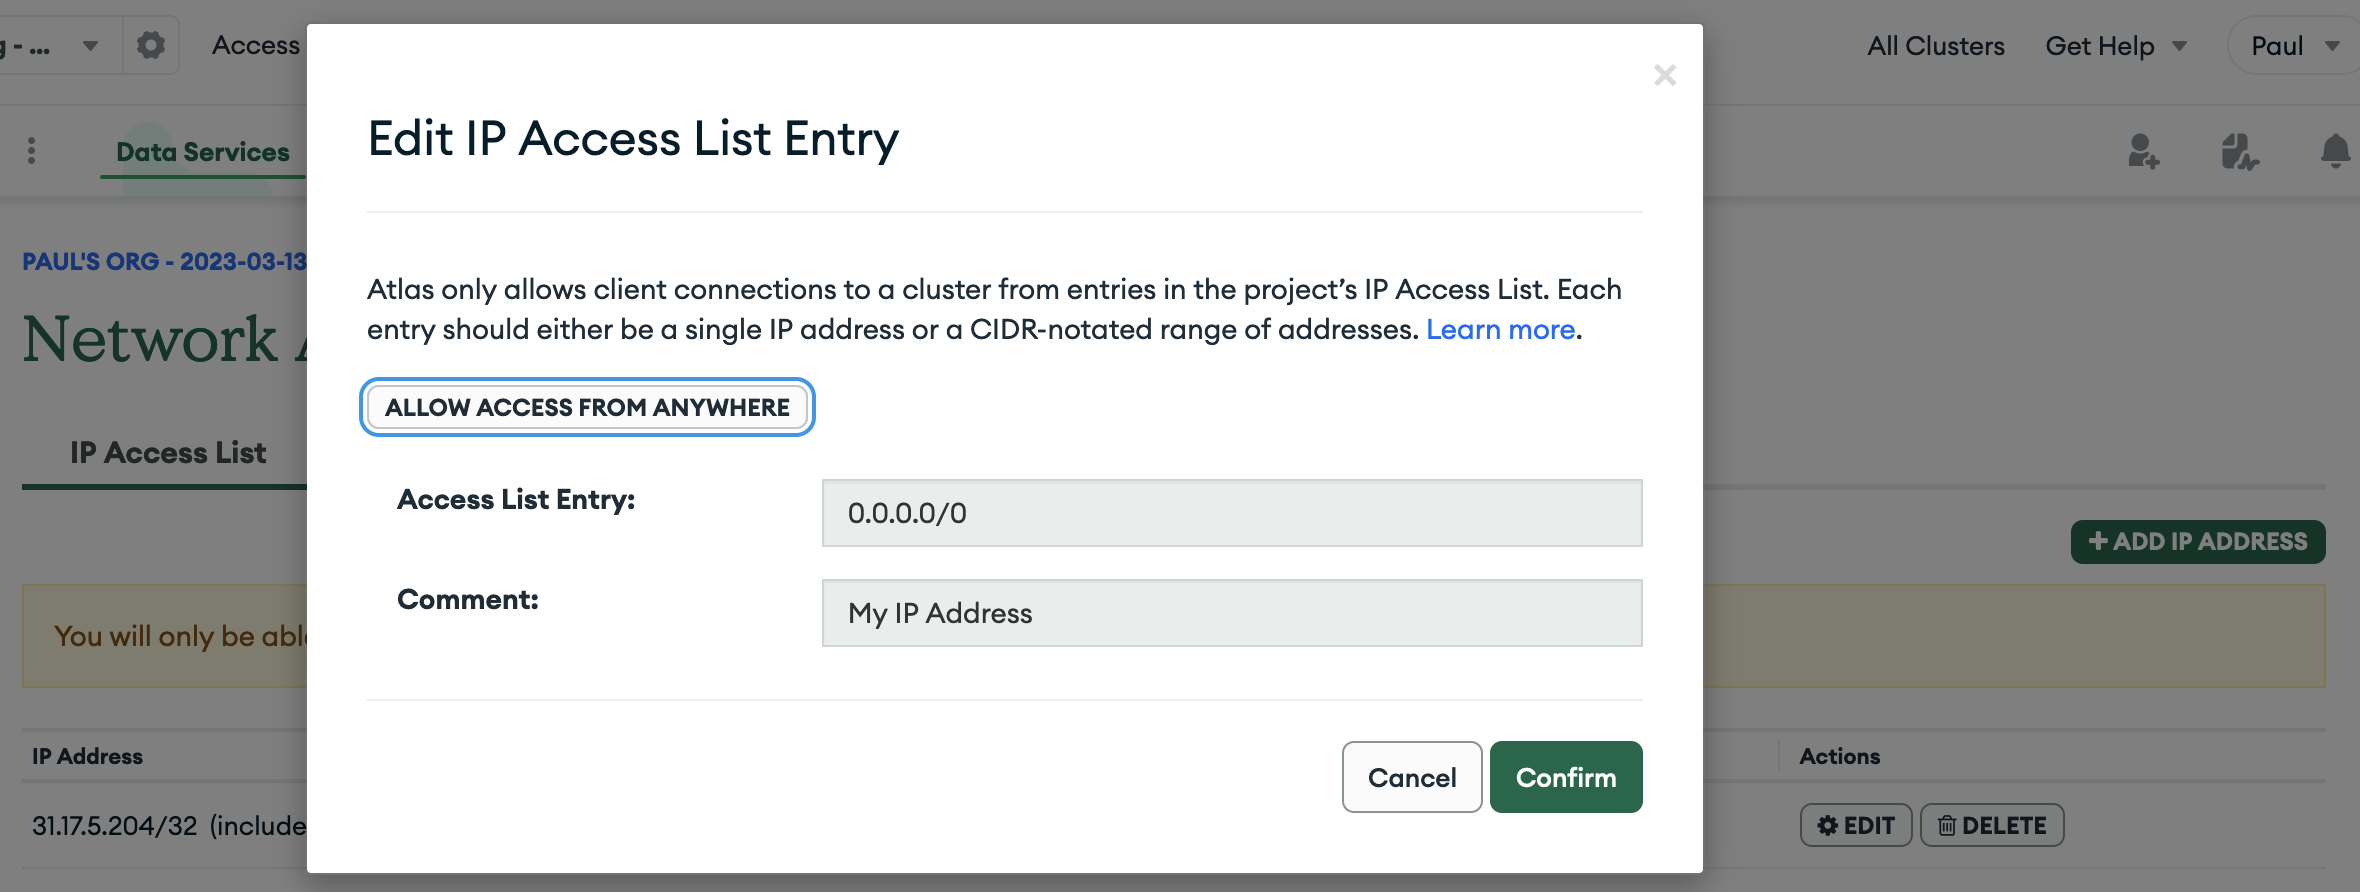 - ... Access All Clusters Get Help Paul
Data Services
PAUL'S ORG - 2023-03-13
Network
IP Access List
+ ADD IP ADDRESS
You will only be able
IP Address Actions
31.17.5.204/32 (include EDIT DELETE
×
Edit IP Access List Entry
Atlas only allows client connections to a cluster from entries in the project’s IP Access List. Each
entry should either be a single IP address or a CIDR-notated range of addresses. Learn more.
ALLOW ACCESS FROM ANYWHERE
Access List Entry: 0.0.0.0/0
Comment: My IP Address
Cancel Confirm